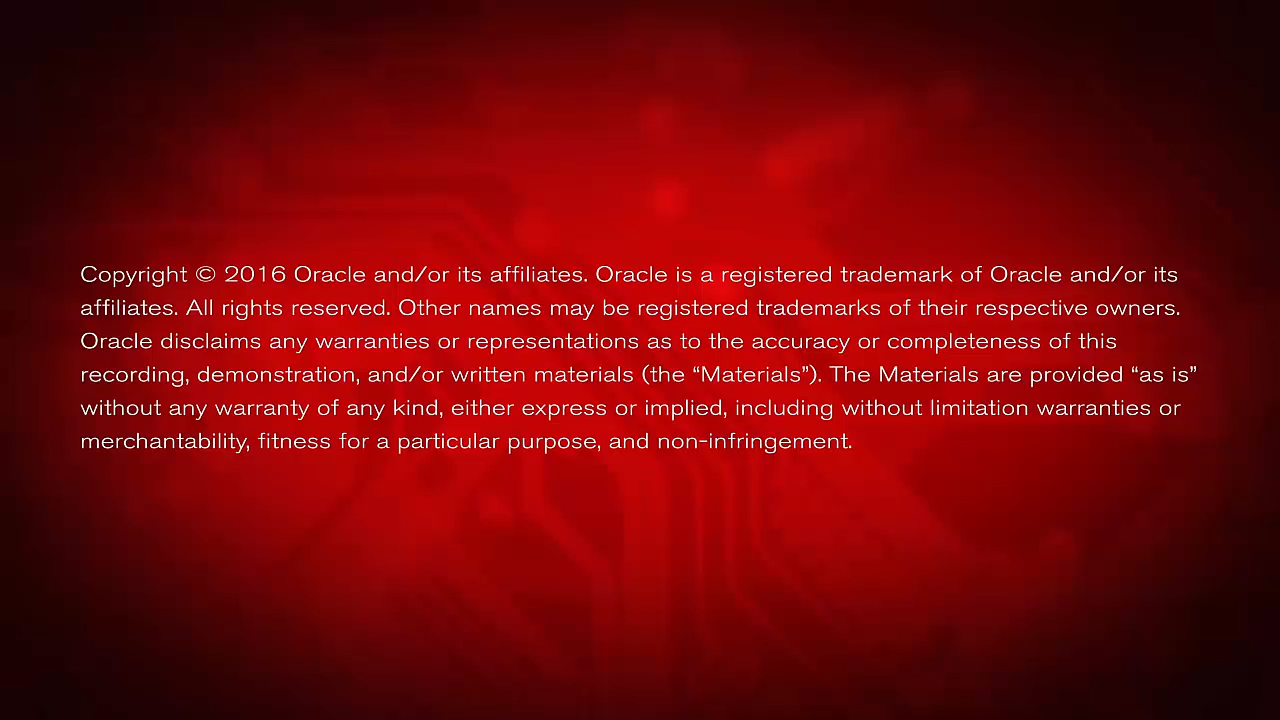 Copyright © 2016 Oracle and/or its affiliates. Oracle is a registered trademark of Oracle and/or its
affiliates. All rights reserved. Other names may be registered trademarks of their respective owners.
Oracle disclaims any warranties or representations as to the accuracy or completeness of this
recording, demonstration, and/or written materials (the “Materials”). The Materials are provided “as is”
without any warranty of any kind, either express or implied, including without limitation warranties or
merchantability, fitness for a particular purpose, and non-infringement.